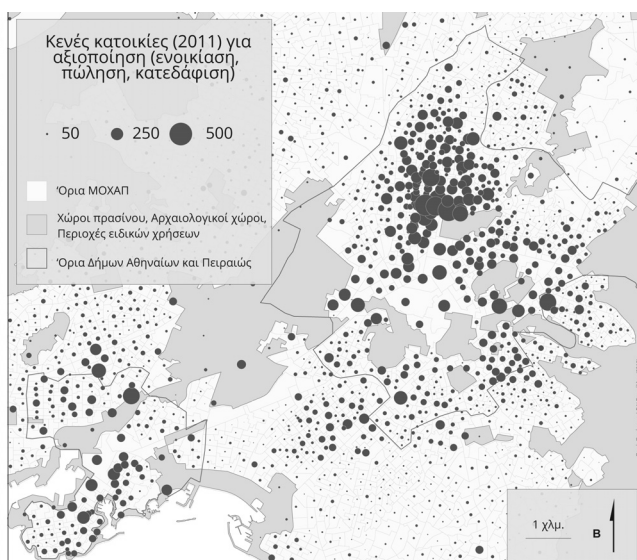 Κενές κατοικίες (2011) για
αξιοποίηση (ενοικίαση,
πώληση, κατεδάφιση)
50 250 500
Όρια ΜΟΧΑΠ
Χώροι πρασίνου, Αρχαιολογικοί χώροι,
Περιοχές ειδικών χρήσεων
Όρια Δήμων Αθηναίων και Πειραιώς
1 χλμ.
Β